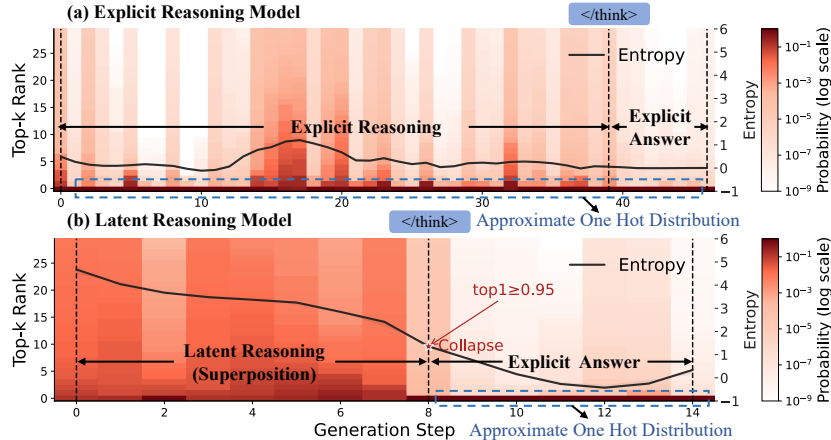 (a) Explicit Reasoning Model
</think>
Top-k Rank
25
20
15
10
5
0
Entropy
Explicit Reasoning
Explicit
Answer
6
5
4
3
2
1
0
−1
Entropy
10⁻¹
10⁻³
10⁻⁵
10⁻⁷
10⁻⁹
Probability (log scale)
0 10 20 30 40
Approximate One Hot Distribution
(b) Latent Reasoning Model
</think>
Top-k Rank
25
20
15
10
5
0
Entropy
top1≥0.95
Collapse
Latent Reasoning
(Superposition)
Explicit Answer
6
5
4
3
2
1
0
−1
Entropy
10⁻¹
10⁻³
10⁻⁵
10⁻⁷
10⁻⁹
Probability (log scale)
0 2 4 6 8 10 12 14
Generation Step
Approximate One Hot Distribution